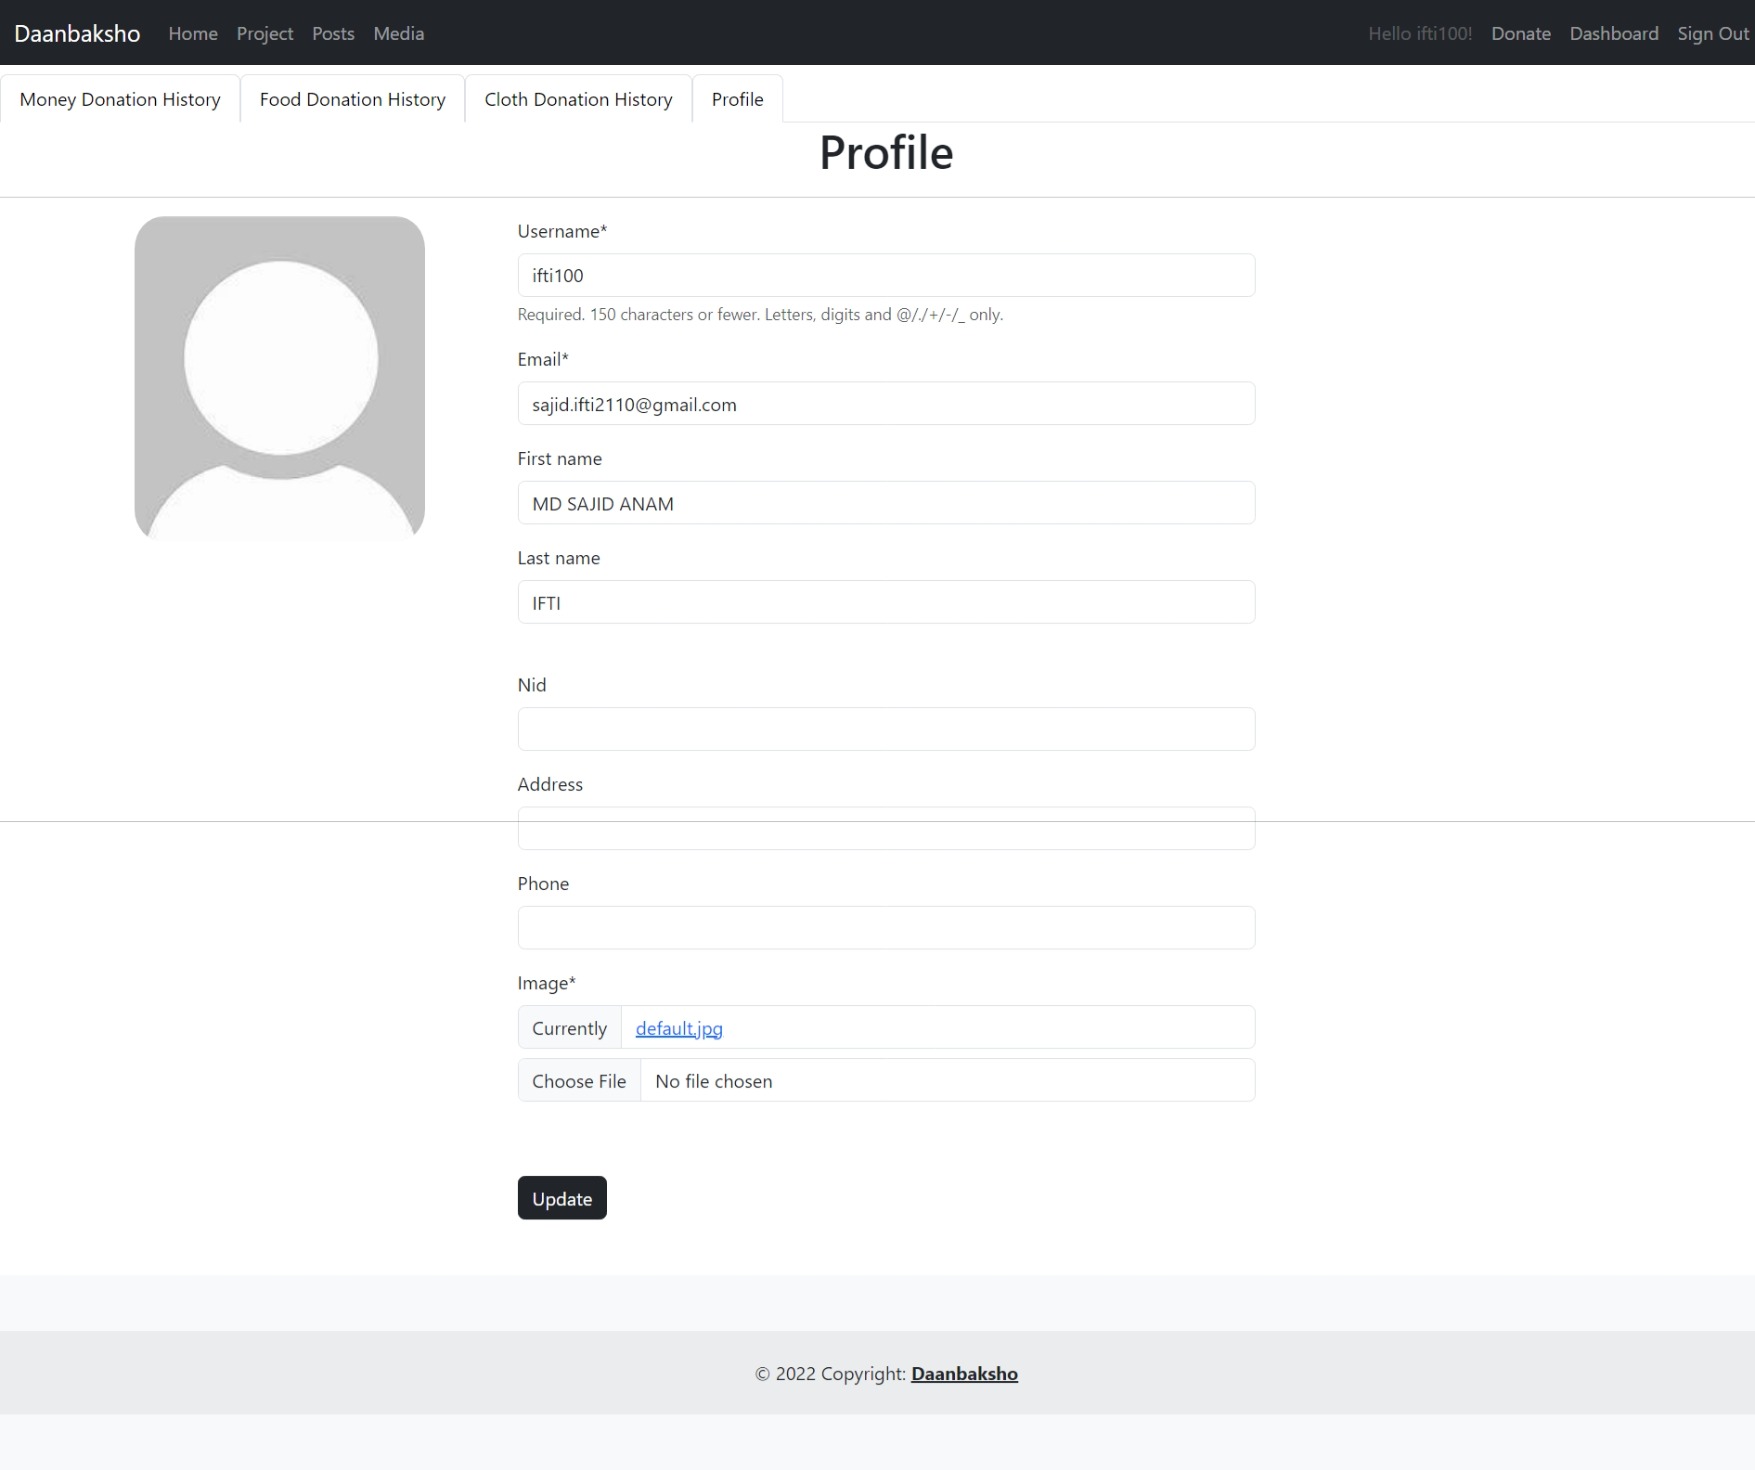 Daanbaksho Home Project Posts Media Hello ifti100! Donate Dashboard Sign Out
Money Donation History Food Donation History Cloth Donation History Profile
Profile
Username*
ifti100
Required. 150 characters or fewer. Letters, digits and @/./+/-/_ only.
Email*
sajid.ifti2110@gmail.com
First name
MD SAJID ANAM
Last name
IFTI
Nid
Address
Phone
Image*
Currently default.jpg
Choose File No file chosen
Update
© 2022 Copyright: Daanbaksho